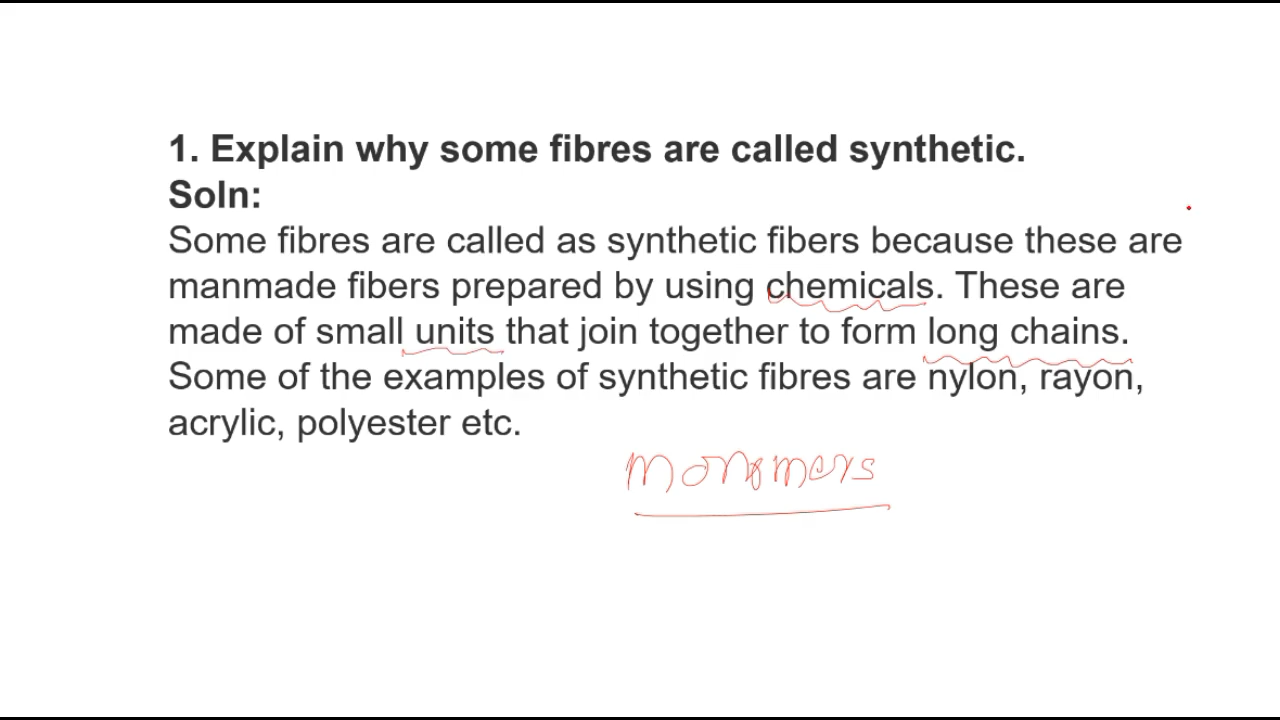 1. Explain why some fibres are called synthetic.
Soln:
Some fibres are called as synthetic fibers because these are
manmade fibers prepared by using chemicals. These are
made of small units that join together to form long chains.
Some of the examples of synthetic fibres are nylon, rayon,
acrylic, polyester etc.
monomers